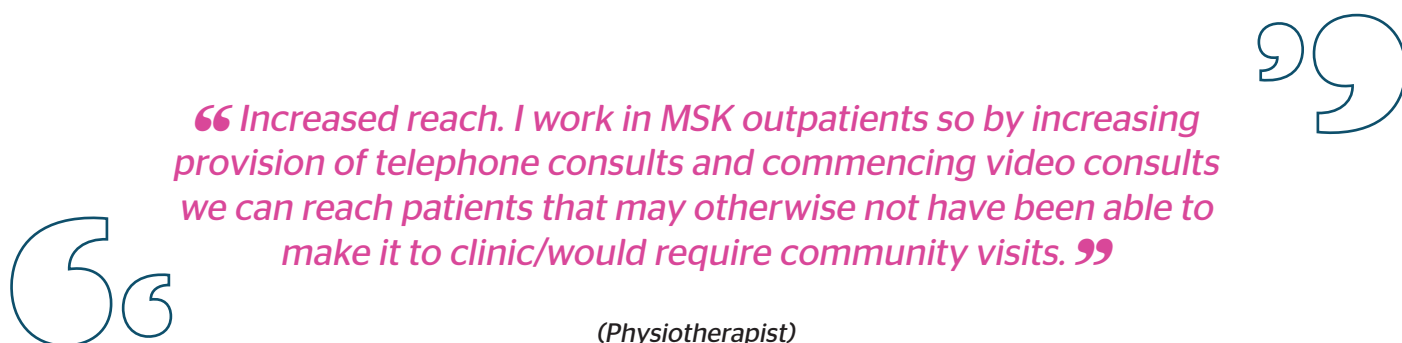 “ Increased reach. I work in MSK outpatients so by increasing
provision of telephone consults and commencing video consults
we can reach patients that may otherwise not have been able to
make it to clinic/would require community visits. ”
(Physiotherapist)